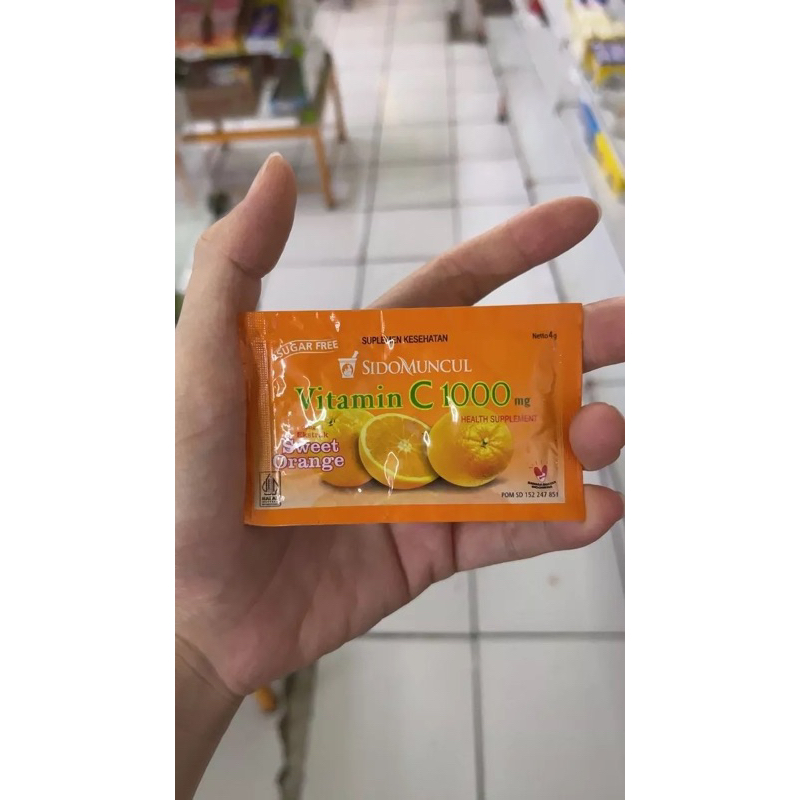 SUGAR FREE
SUPLEMEN KESEHATAN
Netto 4g
SIDOMUNCUL
Vitamin C 1000 mg
HEALTH SUPPLEMENT
Sweet
Orange
POM SD 152 247 851